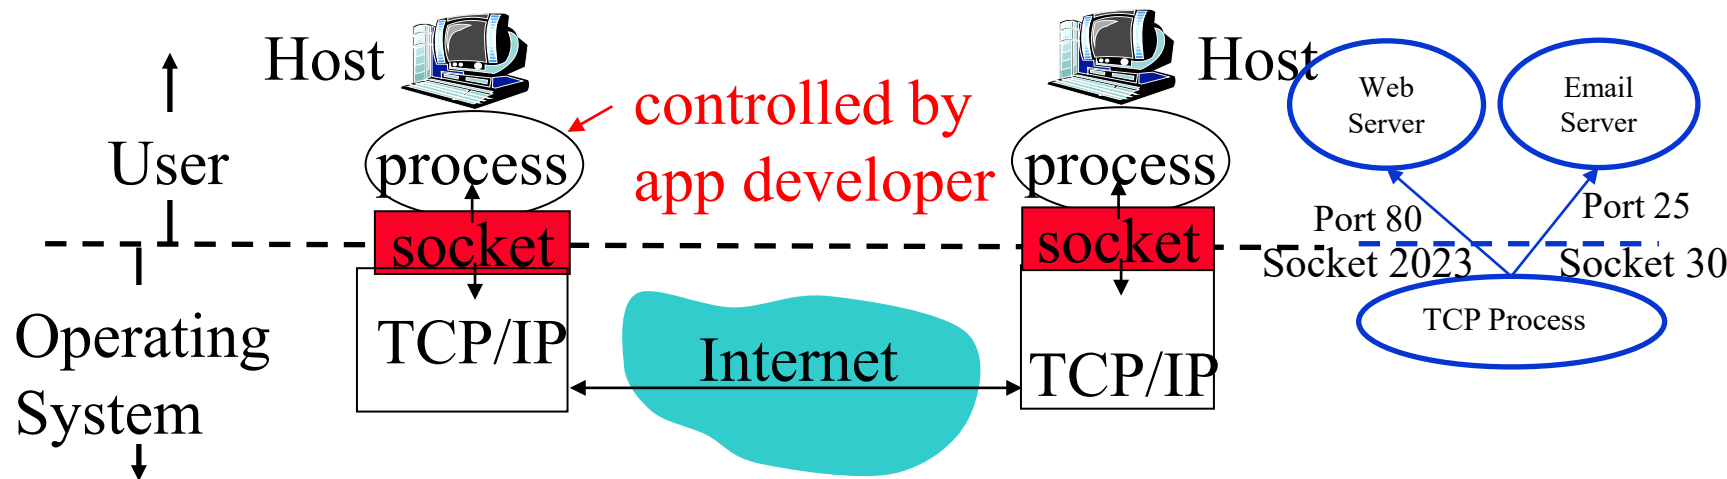 Host
Host
Web
Server
Email
Server
controlled by
app developer
User
process
process
Port 80
Port 25
socket
socket
Socket 2023
Socket 30
Operating
System
TCP/IP
Internet
TCP/IP
TCP Process